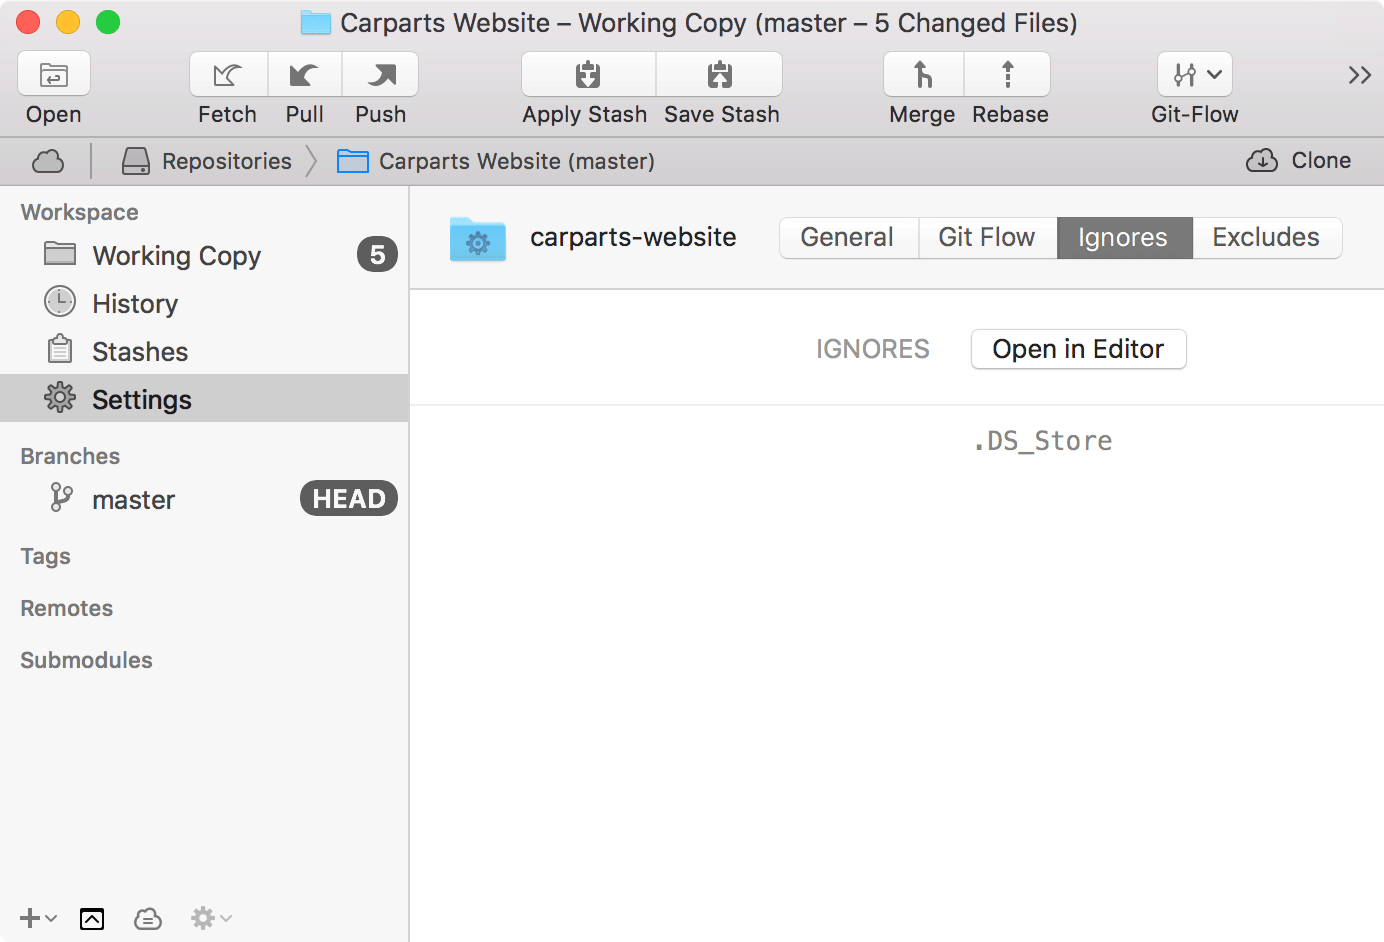 Carparts Website – Working Copy (master – 5 Changed Files)
Open
Fetch
Pull
Push
Apply Stash
Save Stash
Merge
Rebase
Git-Flow
Repositories
Carparts Website (master)
Clone
Workspace
Working Copy
5
History
Stashes
Settings
Branches
master
HEAD
Tags
Remotes
Submodules
carparts-website
General
Git Flow
Ignores
Excludes
IGNORES
Open in Editor
.DS_Store